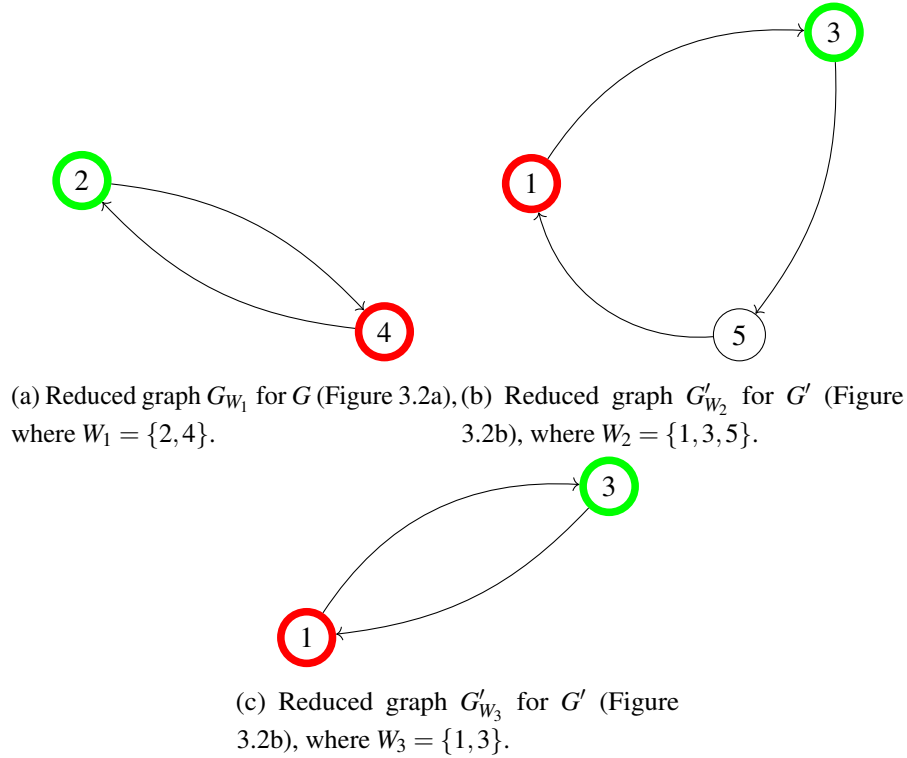 3
2
1
4
5
(a) Reduced graph $G_{W_1}$ for $G$ (Figure 3.2a),
where $W_1 = \{2,4\}$.
(b) Reduced graph $G'_{W_2}$ for $G'$ (Figure
3.2b), where $W_2 = \{1,3,5\}$.
3
1
(c) Reduced graph $G'_{W_3}$ for $G'$ (Figure
3.2b), where $W_3 = \{1,3\}$.